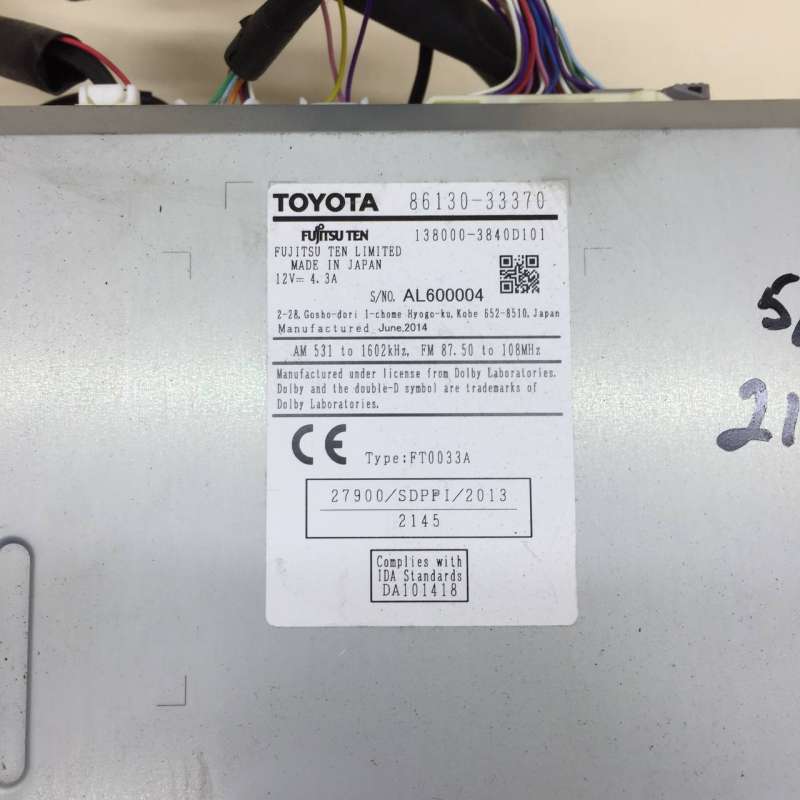 TOYOTA 86130-33370
FUJITSU TEN 138000-3840D101
FUJITSU TEN LIMITED
MADE IN JAPAN
12V⎓ 4.3A
S/NO. AL600004
2-28, Gosho-dori 1-chome Hyogo-ku, Kobe 652-8510, Japan
Manufactured June,2014
AM 531 to 1602kHz, FM 87.50 to 108MHz
Manufactured under license from Dolby Laboratories.
Dolby and the double-D symbol are trademarks of
Dolby Laboratories.
CE Type:FT0033A
27900/SDPPI/2013
2145
Complies with
IDA Standards
DA101418
21